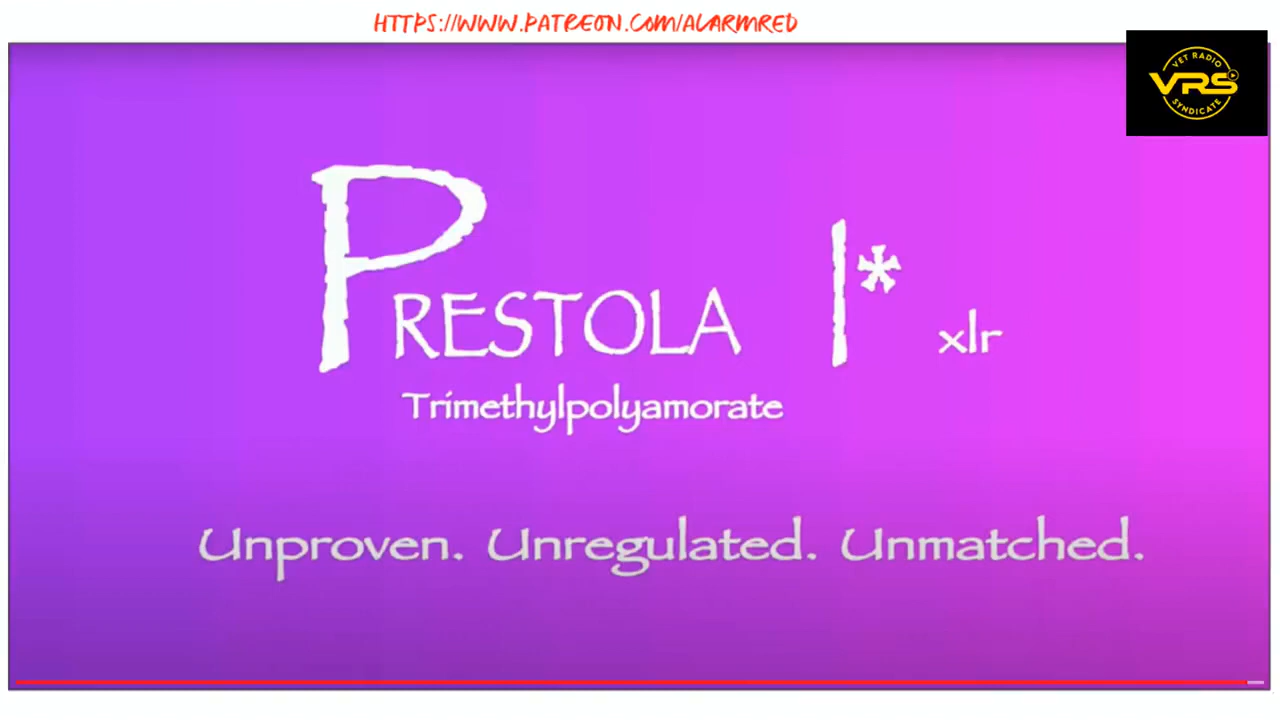 HTTPS://WWW.PATREON.COM/ALARMRED
VET RADIO
VRS
SYNDICATE
PRESTOLA I* xlr
Trimethylpolyamorate
Unproven. Unregulated. Unmatched.